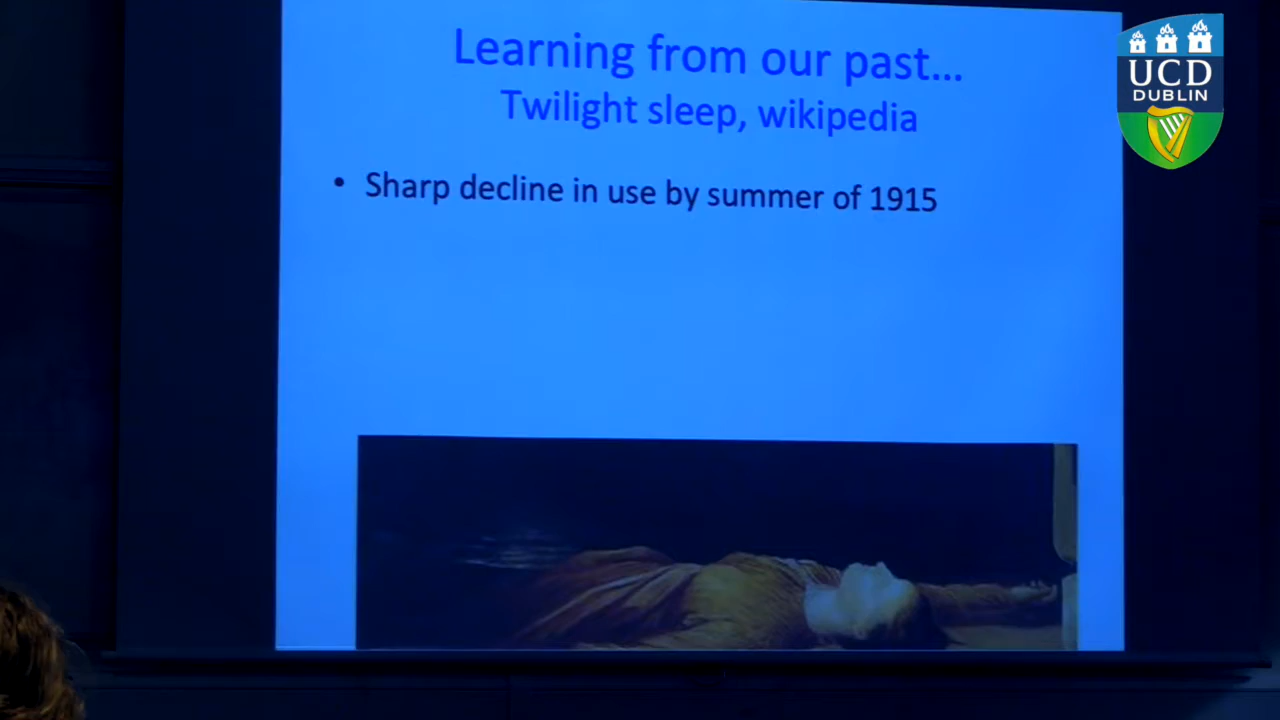 Learning from our past...
Twilight sleep, wikipedia
• Sharp decline in use by summer of 1915
UCD
DUBLIN